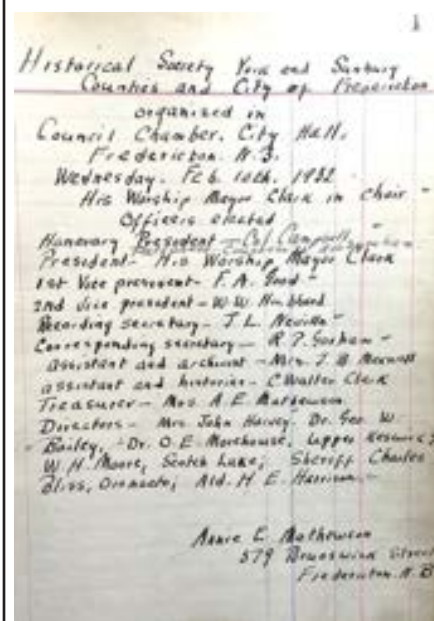 1
Historical Society York and Sunbury
Counties and City of Fredericton
organized in
Council Chamber, City Hall,
Fredericton N.B.
Wednesday. Feb 10th. 1932
His Worship Mayor Clark in chair -
Officers elected
Honorary President - Col Campbell
President - His Worship Mayor Clark
1st Vice president - F. A. Good -
2nd Vice president - W. W. Hubbard
Recording secretary - J. L. Neville -
Corresponding secretary - R. P. Gorham -
assistant and archivist - Mrs. J. B. Maxwell
assistant and historian - C Walter Clark
Treasurer - Mrs A. E. Mathewson
Directors - Mrs John Harvey, Dr. Geo W.
Bailey, - Dr. O. E. Morehouse, Upper Keswick;
W. H. Moore, Scotch Lake; Sheriff Charles
Bliss, Oromocto; Ald. H. E. Harrison -
Annie E. Mathewson
579 Brunswick Street
Fredericton N.B